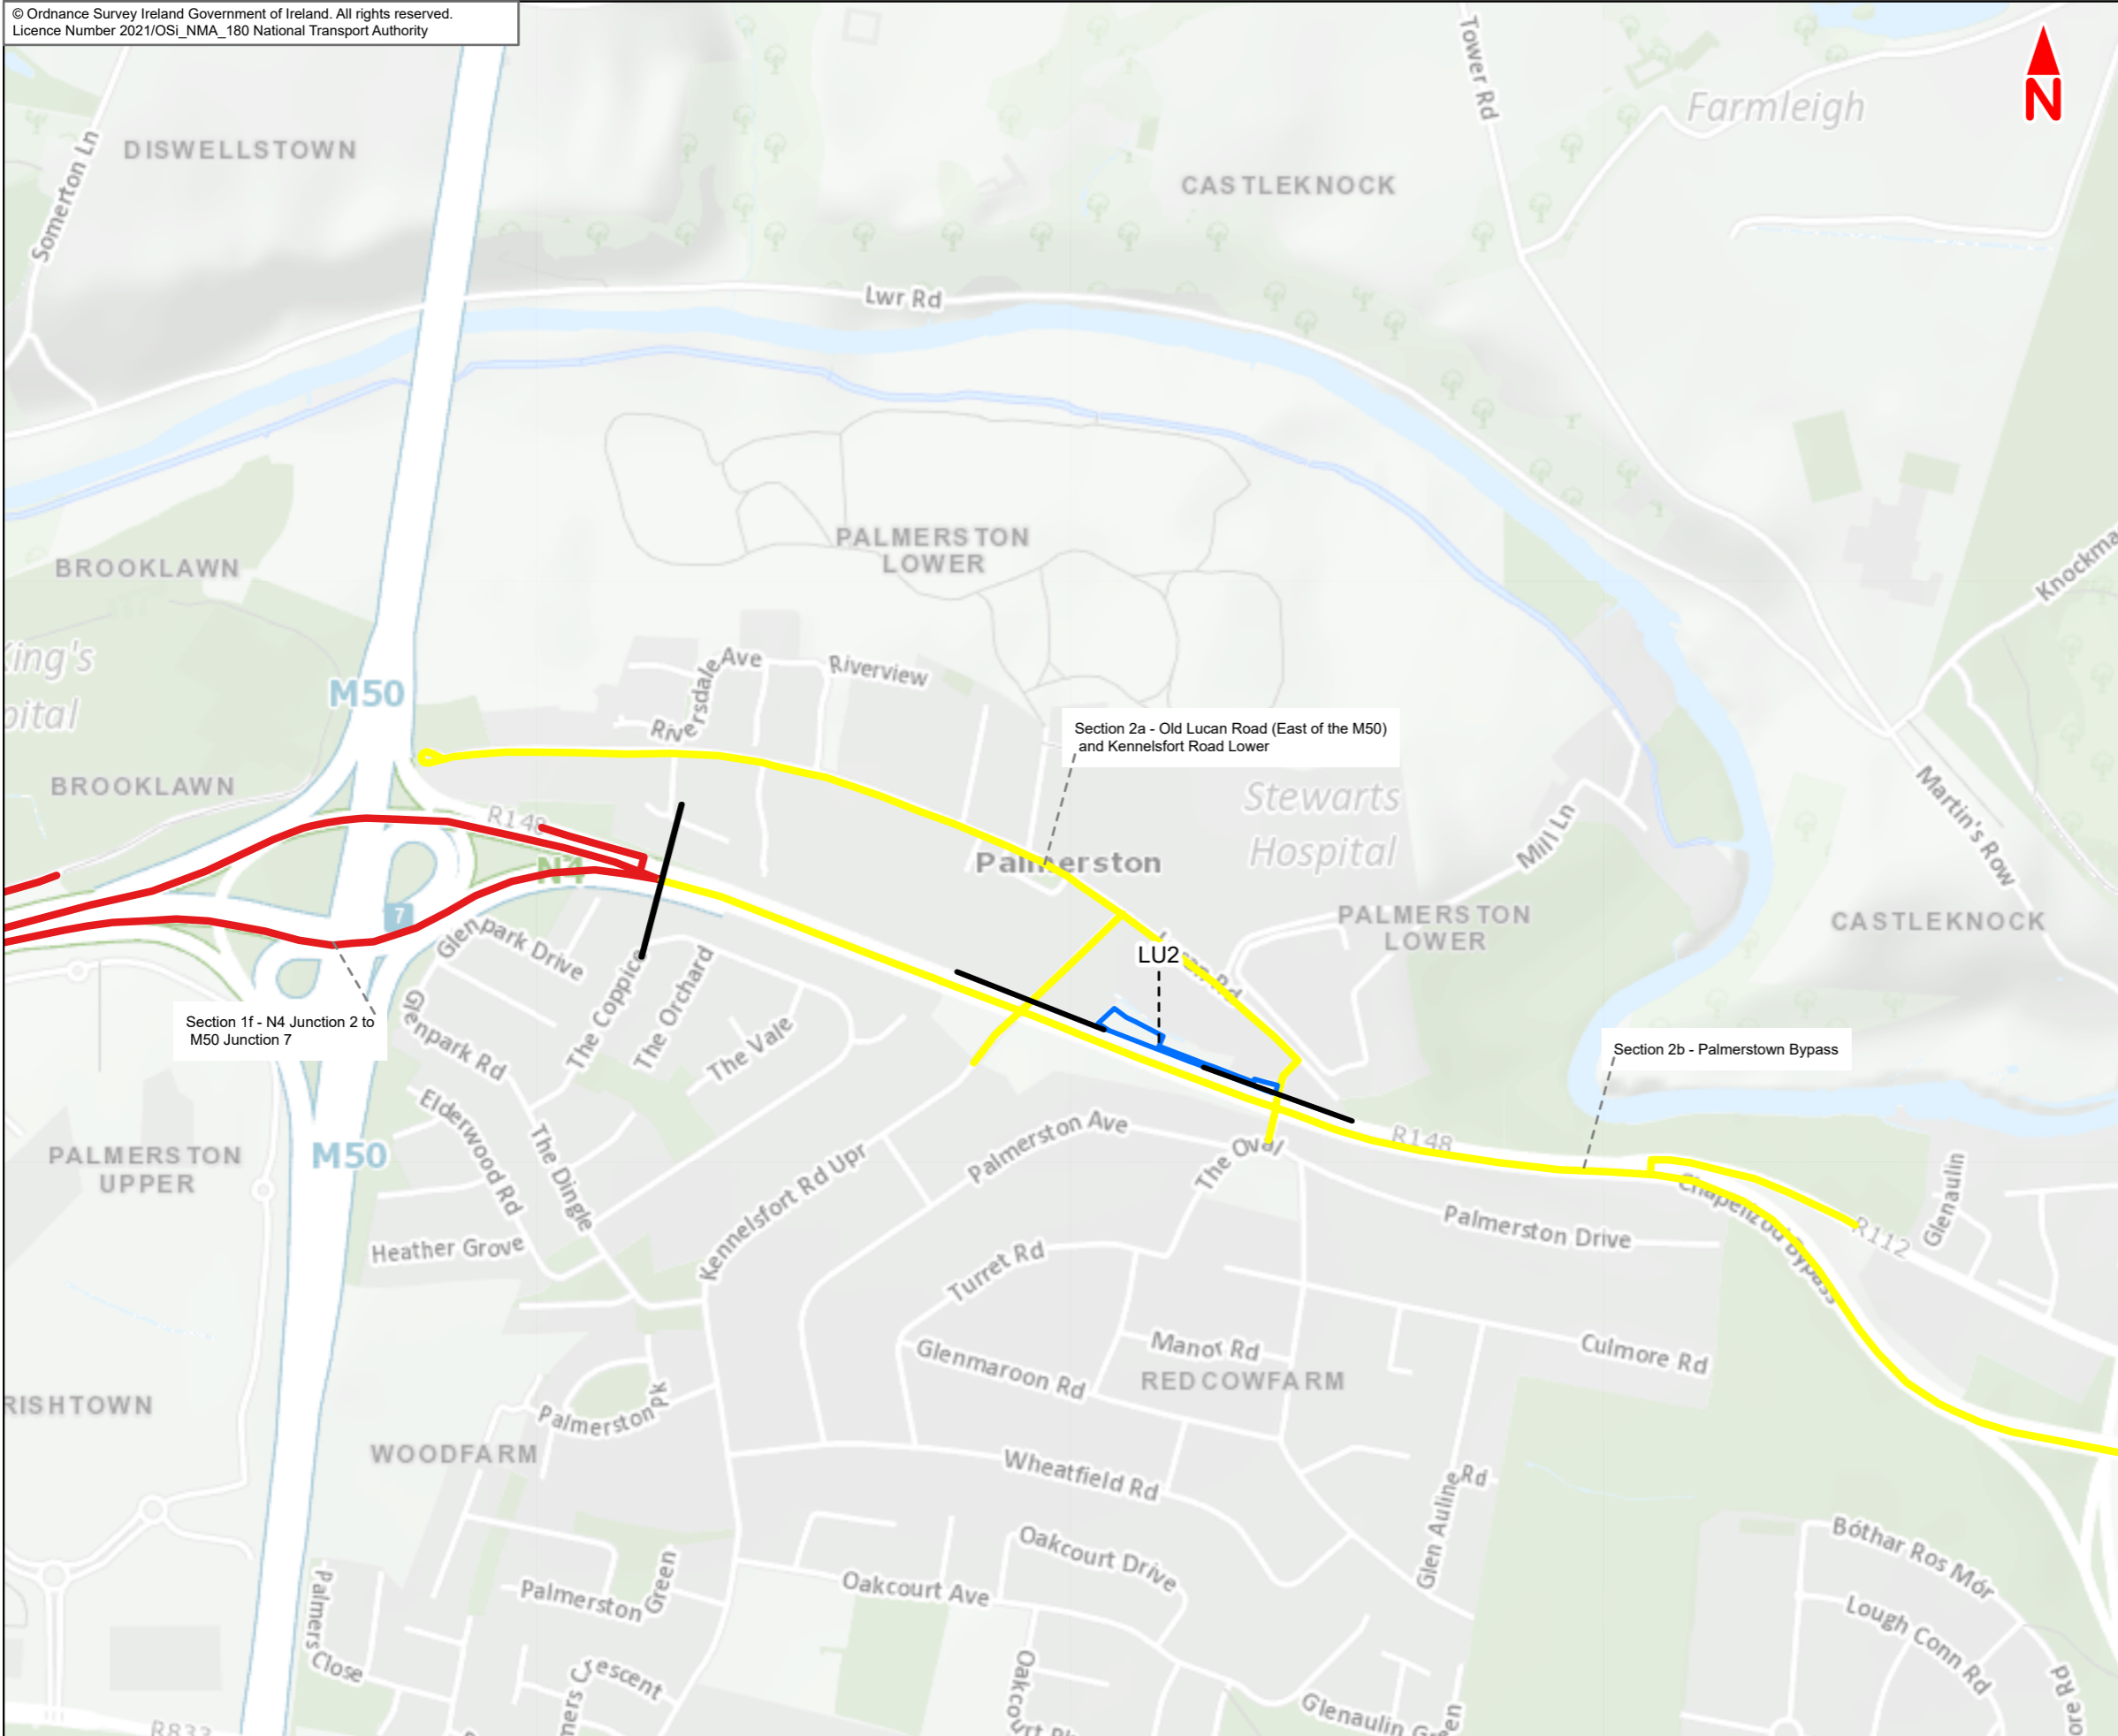 © Ordnance Survey Ireland Government of Ireland. All rights reserved.
Licence Number 2021/OSi_NMA_180 National Transport Authority
N
Tower Rd
Farmleigh
Somerton Ln
DISWELLSTOWN
CASTLEKNOCK
Lwr Rd
PALMERSTON
LOWER
BROOKLAWN
King's
M50
Riversdale Ave
Riverview
Knockma
Section 2a - Old Lucan Road (East of the M50)
and Kennelsfort Road Lower
BROOKLAWN
R148
N4
7
Palmerston
Stewarts
Hospital
Mill Ln
Martin's Row
PALMERSTON
LOWER
CASTLEKNOCK
LU2
Glenpark Drive
Section 1f - N4 Junction 2 to
M50 Junction 7
Glenpark Rd
The Coppice
The Orchard
The Vale
Section 2b - Palmerstown Bypass
Elderwood Rd
The Dingle
Palmerston Ave
The Oval
R148
PALMERSTON
UPPER
M50
Kennelsfort Rd Upr
Chapelizod Bypass
R112
Glenaulin
Palmerston Drive
Heather Grove
Turret Rd
Manor Rd
Culmore Rd
Glenmaroon Rd
REDCOWFARM
RISHTOWN
Palmerston Pk
WOODFARM
Wheatfield Rd
Glen Auline Rd
Bóthar Ros Mór
Oakcourt Drive
Oakcourt Ave
Palmerston Green
Palmers Close
Lough Conn Rd
Crescent
Glenaulin
R833